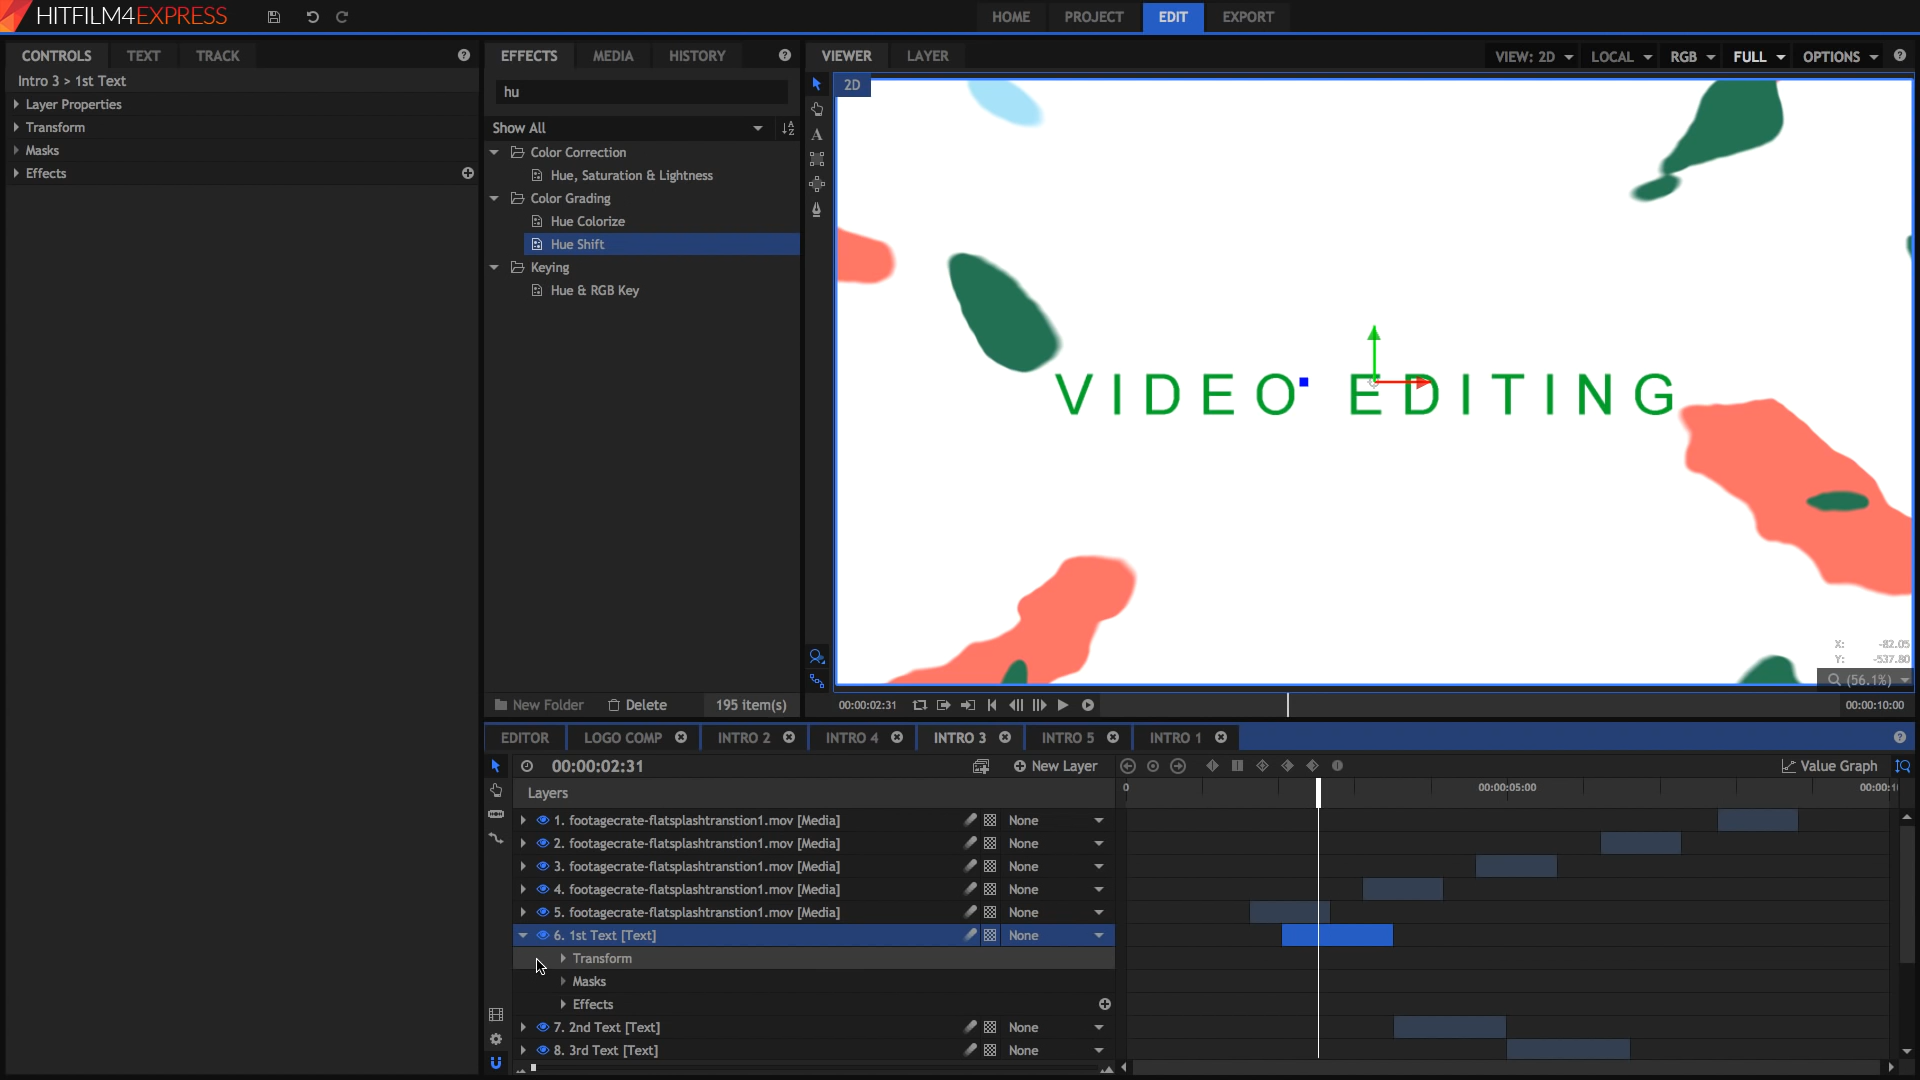 HITFILM4EXPRESS
HOME PROJECT EDIT EXPORT
CONTROLS TEXT TRACK
Intro 3 > 1st Text
Layer Properties
Transform
Masks
Effects
EFFECTS MEDIA HISTORY
hu
Show All
Color Correction
Hue, Saturation & Lightness
Color Grading
Hue Colorize
Hue Shift
Keying
Hue & RGB Key
New Folder Delete 195 item(s)
VIEWER LAYER VIEW: 2D LOCAL RGB FULL OPTIONS
2D
A
VIDEO EDITING
X: -82.05
Y: -537.80
(56.1%)
00:00:02:31 00:00:10:00
EDITOR LOGO COMP INTRO 2 INTRO 4 INTRO 3 INTRO 5 INTRO 1
00:00:02:31 New Layer Value Graph
Layers 0 00:00:05:00 00:00:1
1. footagecrate-flatsplashtranstion1.mov [Media] None
2. footagecrate-flatsplashtranstion1.mov [Media] None
3. footagecrate-flatsplashtranstion1.mov [Media] None
4. footagecrate-flatsplashtranstion1.mov [Media] None
5. footagecrate-flatsplashtranstion1.mov [Media] None
6. 1st Text [Text] None
Transform
Masks
Effects
7. 2nd Text [Text] None
8. 3rd Text [Text] None